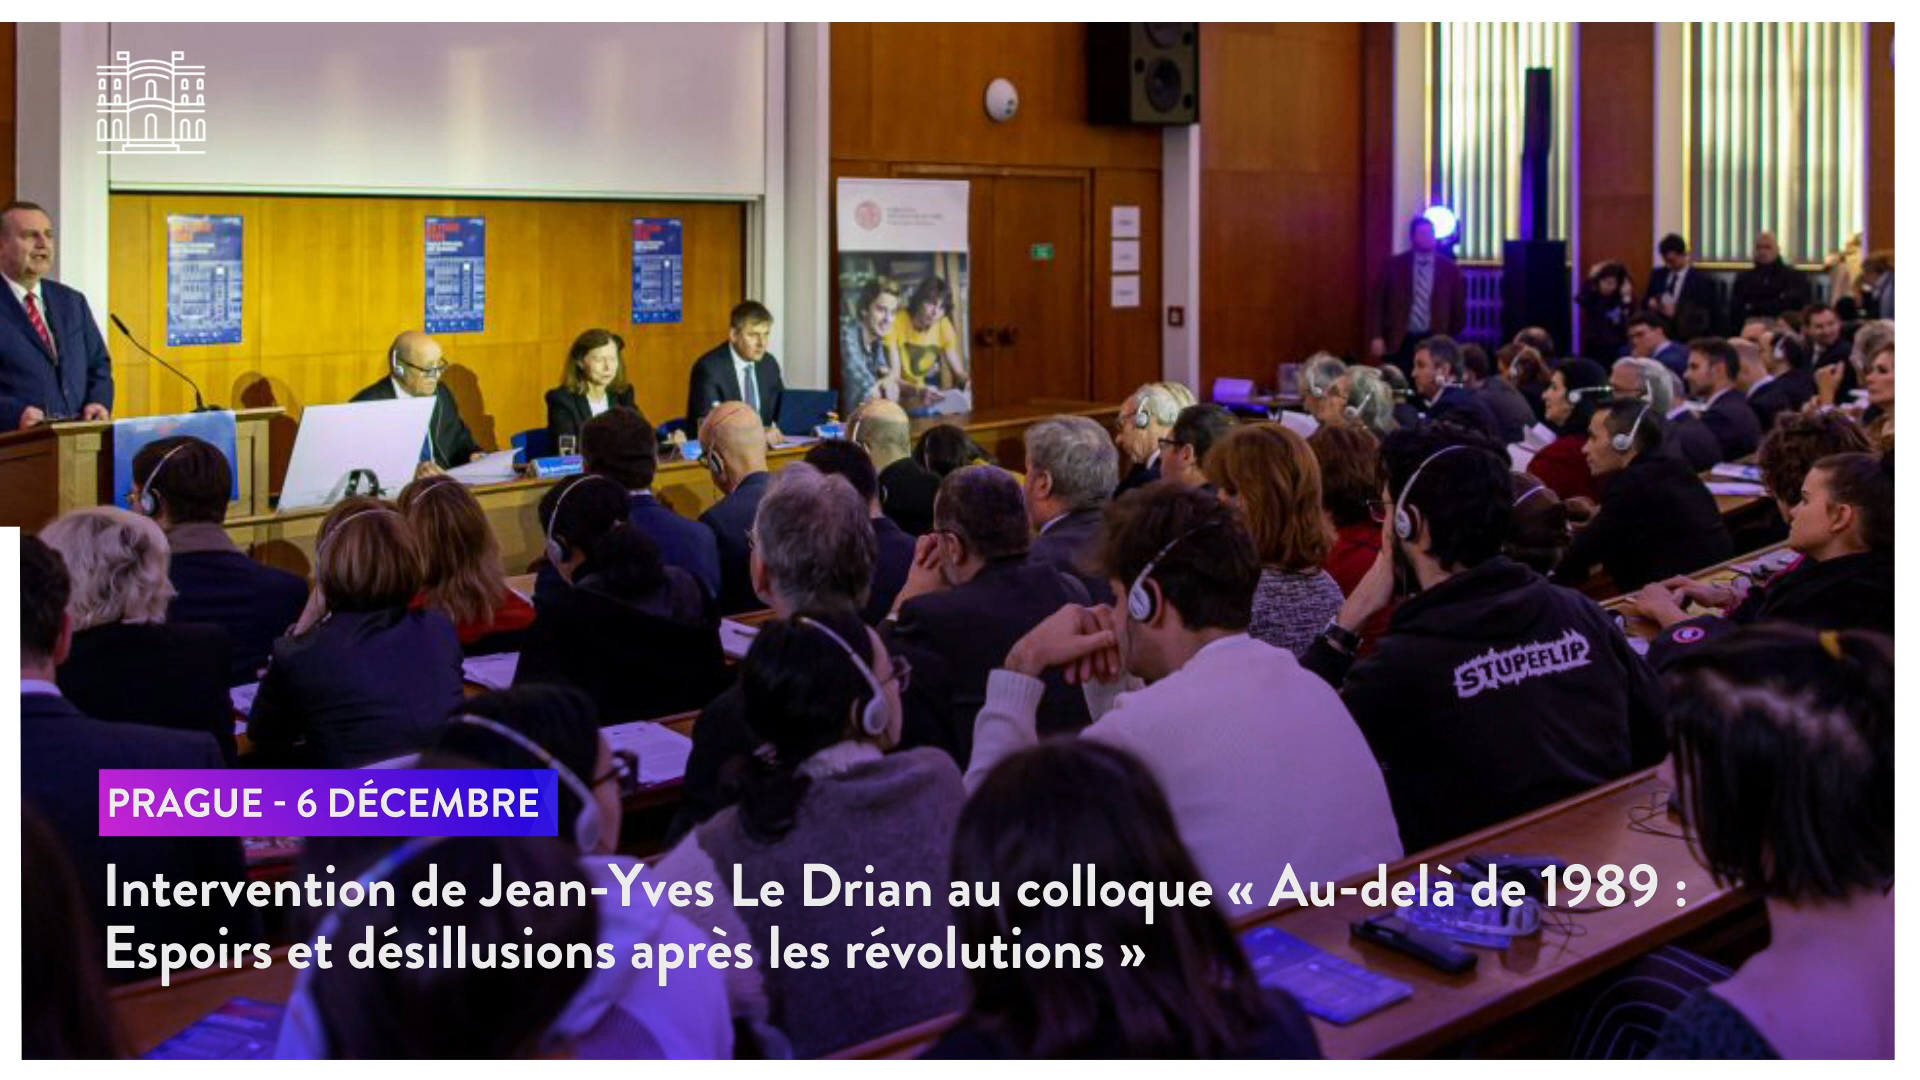 STUPEFLIP
PRAGUE - 6 DÉCEMBRE
Intervention de Jean-Yves Le Drian au colloque « Au-delà de 1989 :
Espoirs et désillusions après les révolutions »